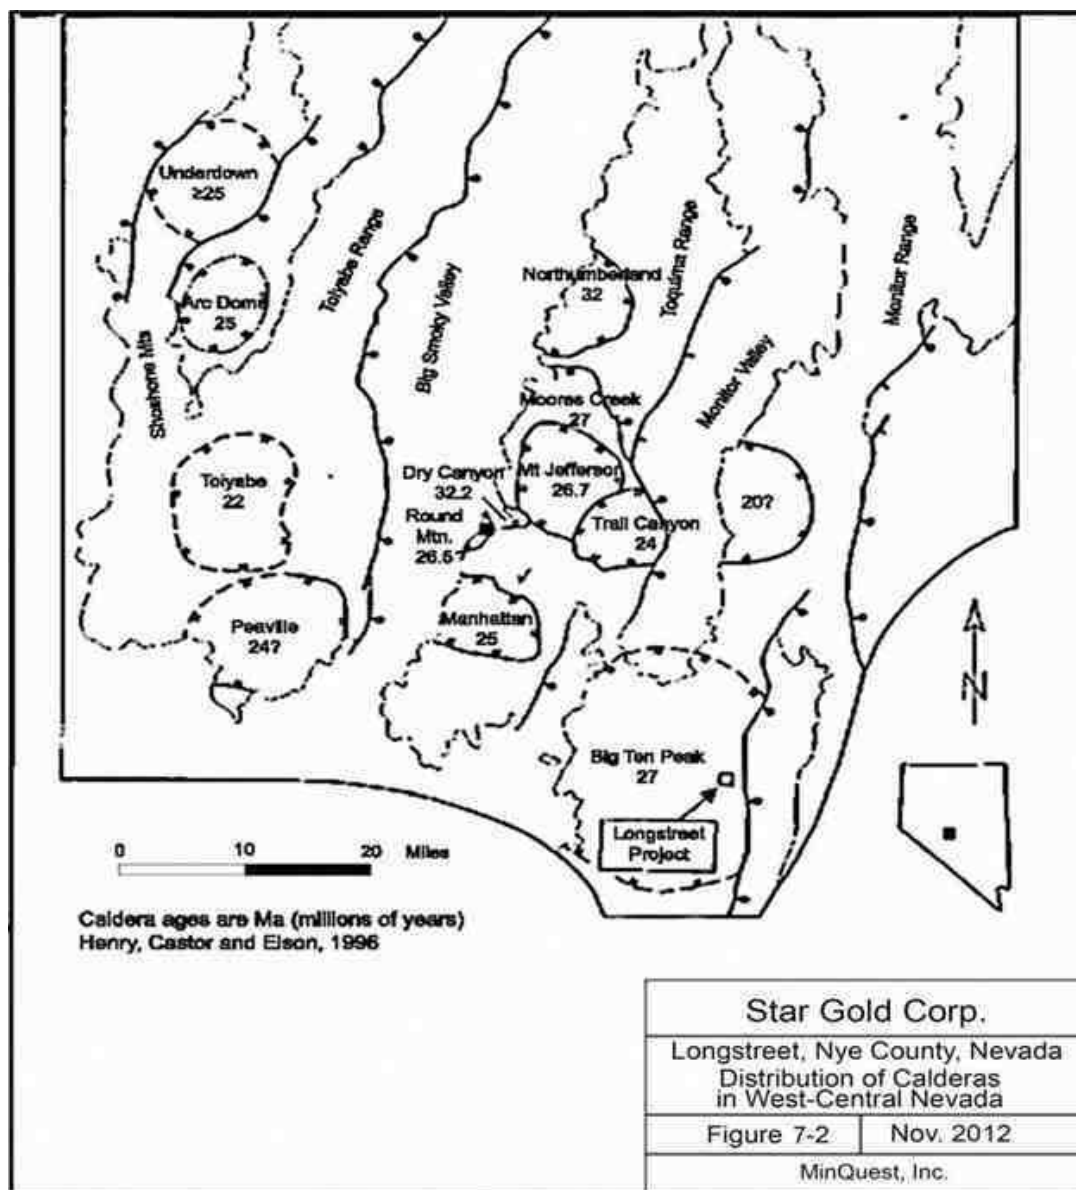 Underdown
≥25
Arc Dome
25
Toiyabe Range
Big Smoky Valley
Northumberland
32
Toquima Range
Monitor Range
Monitor Valley
Shoshone Mts
Moores Creek
27
Toiyabe
22
Dry Canyon
32.2
Mt Jefferson
26.7
Round
Mtn.
26.5
Trail Canyon
24
20?
Peavine
24?
Manhattan
25
N
Big Ten Peak
27
Longstreet
Project
0 10 20 Miles
Caldera ages are Ma (millions of years)
Henry, Castor and Elson, 1996
Star Gold Corp.
Longstreet, Nye County, Nevada
Distribution of Calderas
in West-Central Nevada
Figure 7-2
Nov. 2012
MinQuest, Inc.